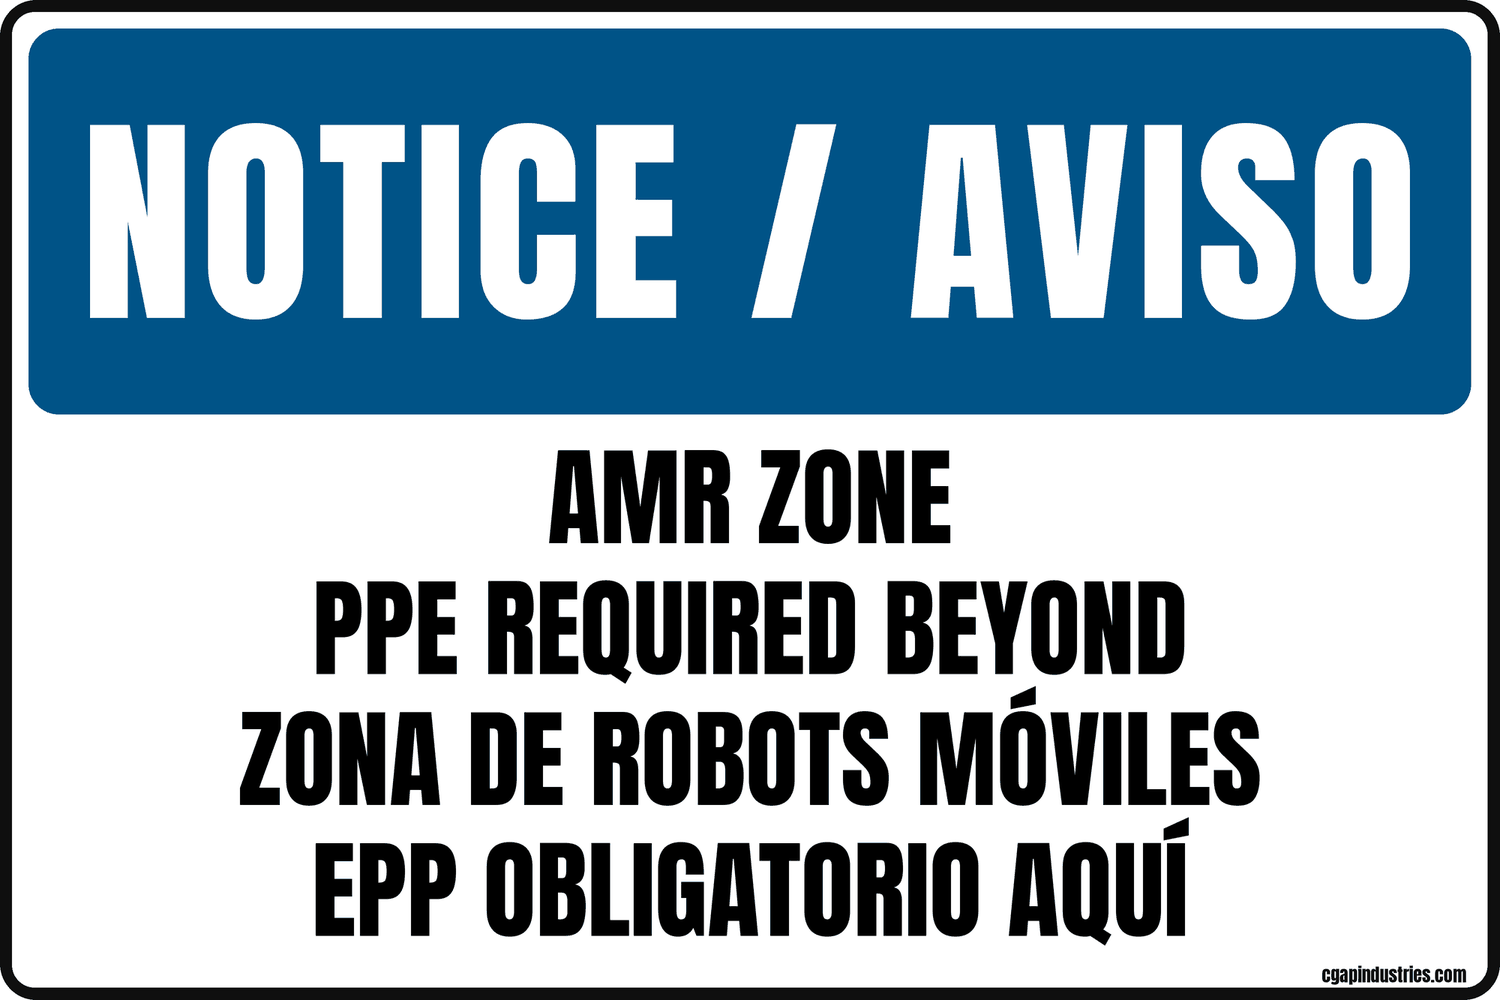 NOTICE / AVISO
AMR ZONE
PPE REQUIRED BEYOND
ZONA DE ROBOTS MÓVILES
EPP OBLIGATORIO AQUÍ
cgapindustries.com